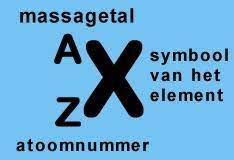 massagetal
A
X
Z
symbool
van het
element
atoomnummer